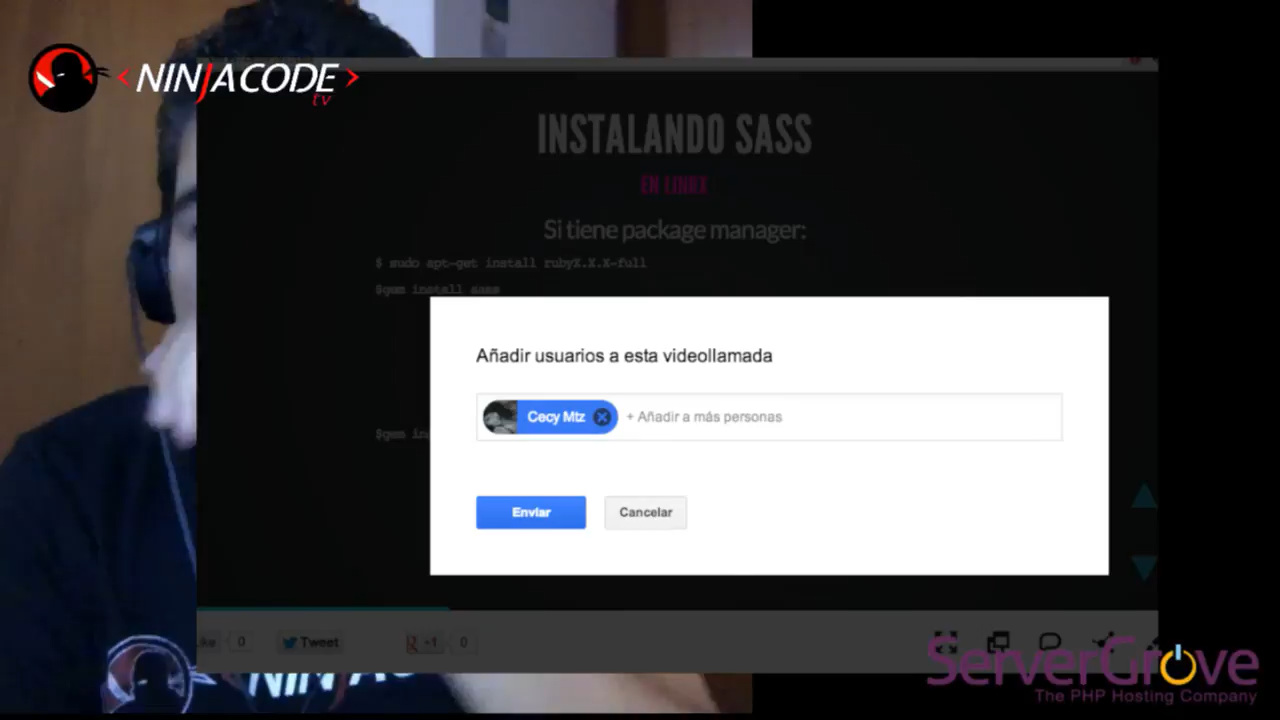 < NINJACODE >
tv
INSTALANDO SASS
EN LINUX
Si tiene package manager:
$ sudo apt-get install rubyX.X.X-full
$gem install sass
Añadir usuarios a esta videollamada
Cecy Mtz
+ Añadir a más personas
$gem in
Enviar
Cancelar
0
Tweet
+1
0
ServerGrove
The PHP Hosting Company